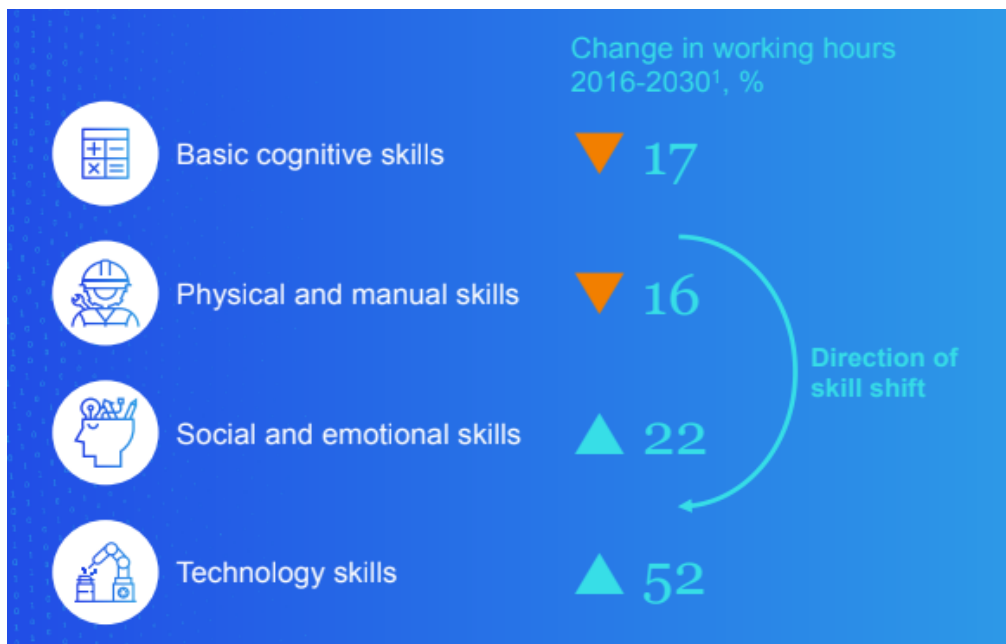 Change in working hours
2016-2030¹, %
Basic cognitive skills ▼ 17
Physical and manual skills ▼ 16
Direction of
skill shift
Social and emotional skills ▲ 22
Technology skills ▲ 52